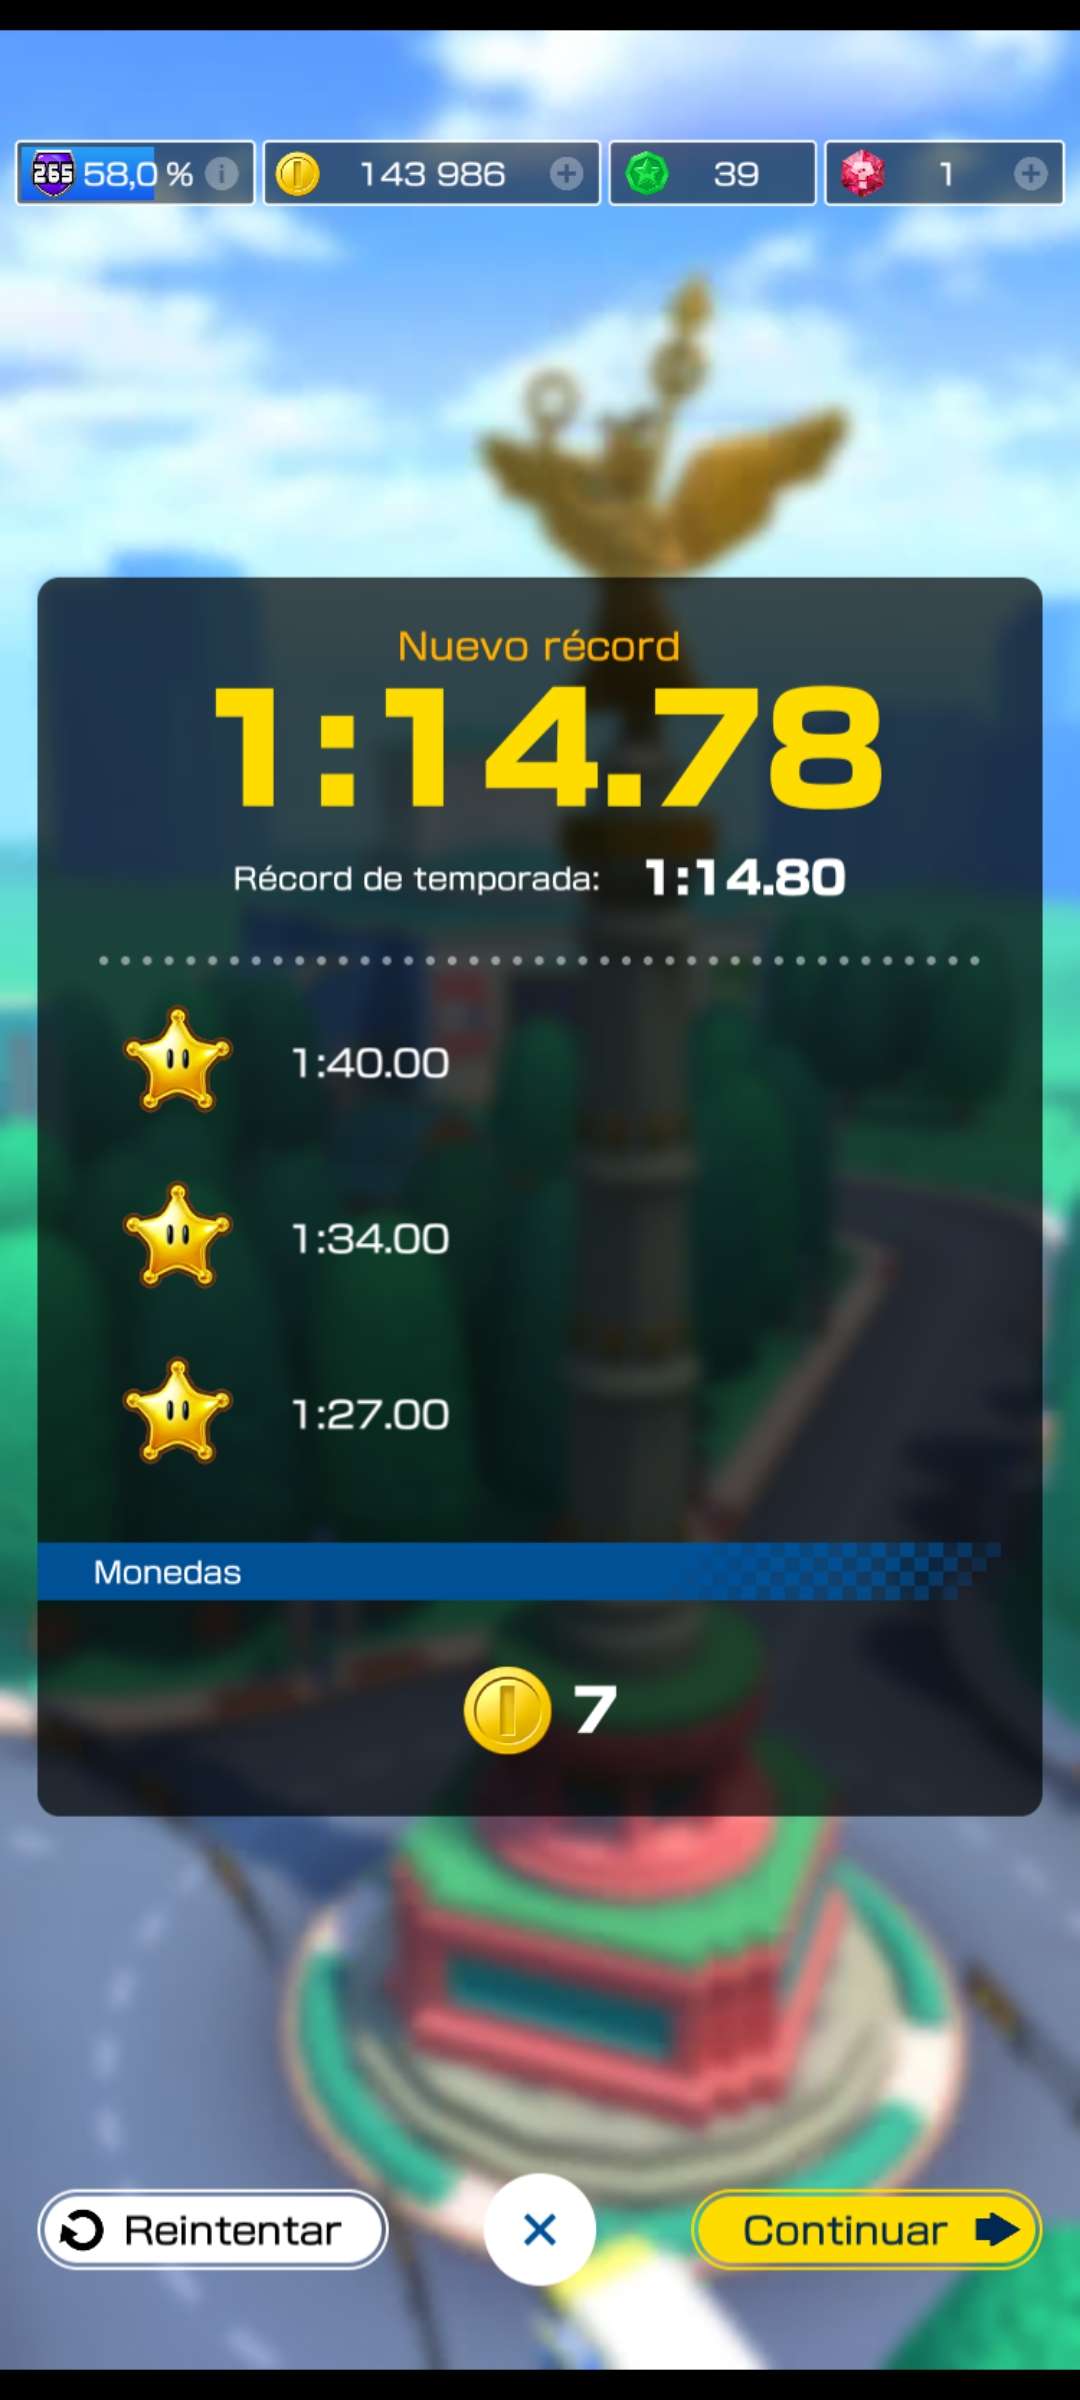 265 58,0 % i 143 986 + 39 1 +
Nuevo récord
1:14.78
Récord de temporada: 1:14.80
1:40.00
1:34.00
1:27.00
Monedas
7
Reintentar × Continuar